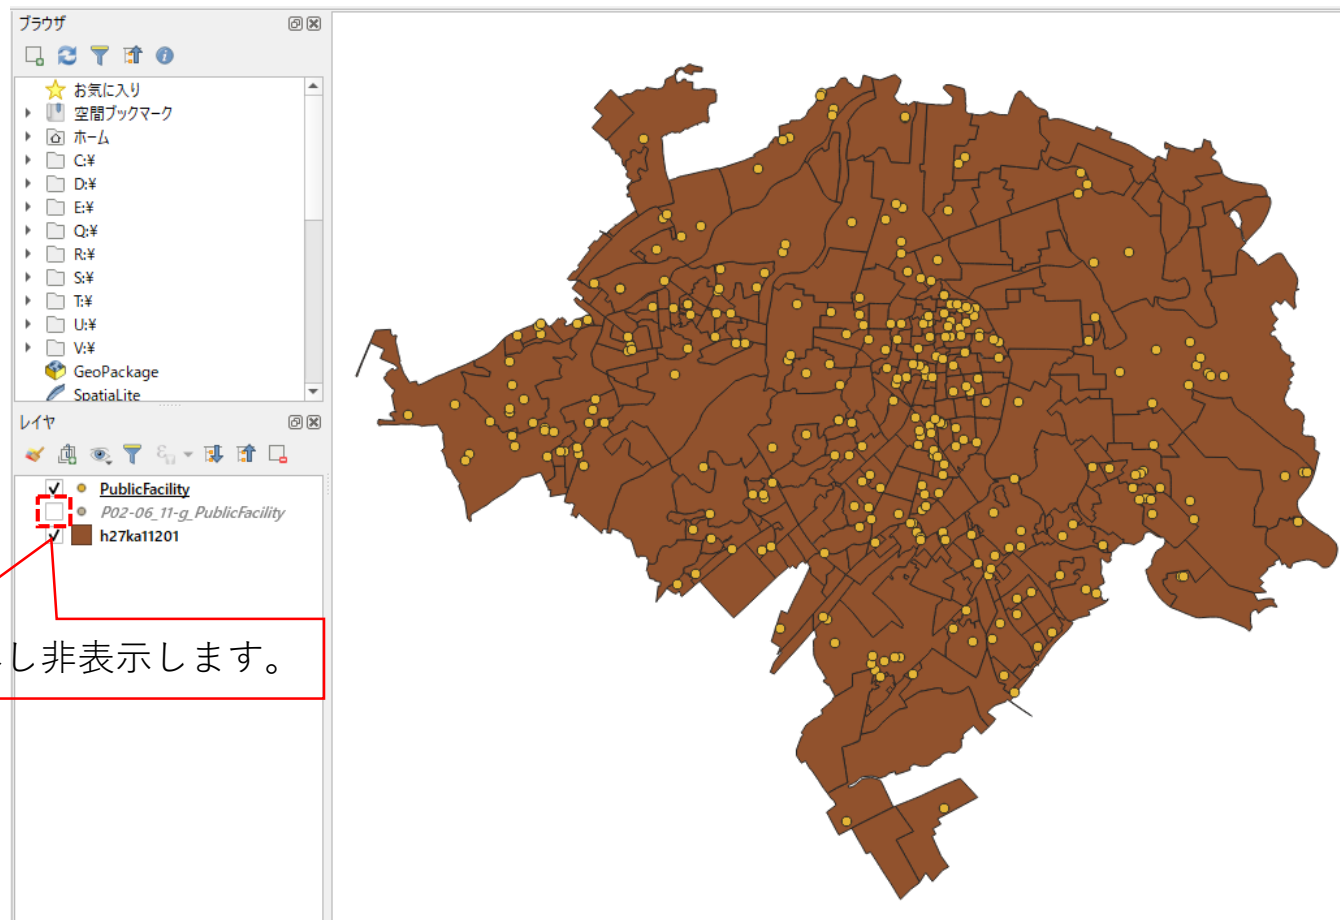 ブラウザ
お気に入り
空間ブックマーク
ホーム
C:¥
D:¥
E:¥
Q:¥
R:¥
S:¥
T:¥
U:¥
V:¥
GeoPackage
SpatiaLite
レイヤ
PublicFacility
P02-06_11-g_PublicFacility
h27ka11201
し非表示します。